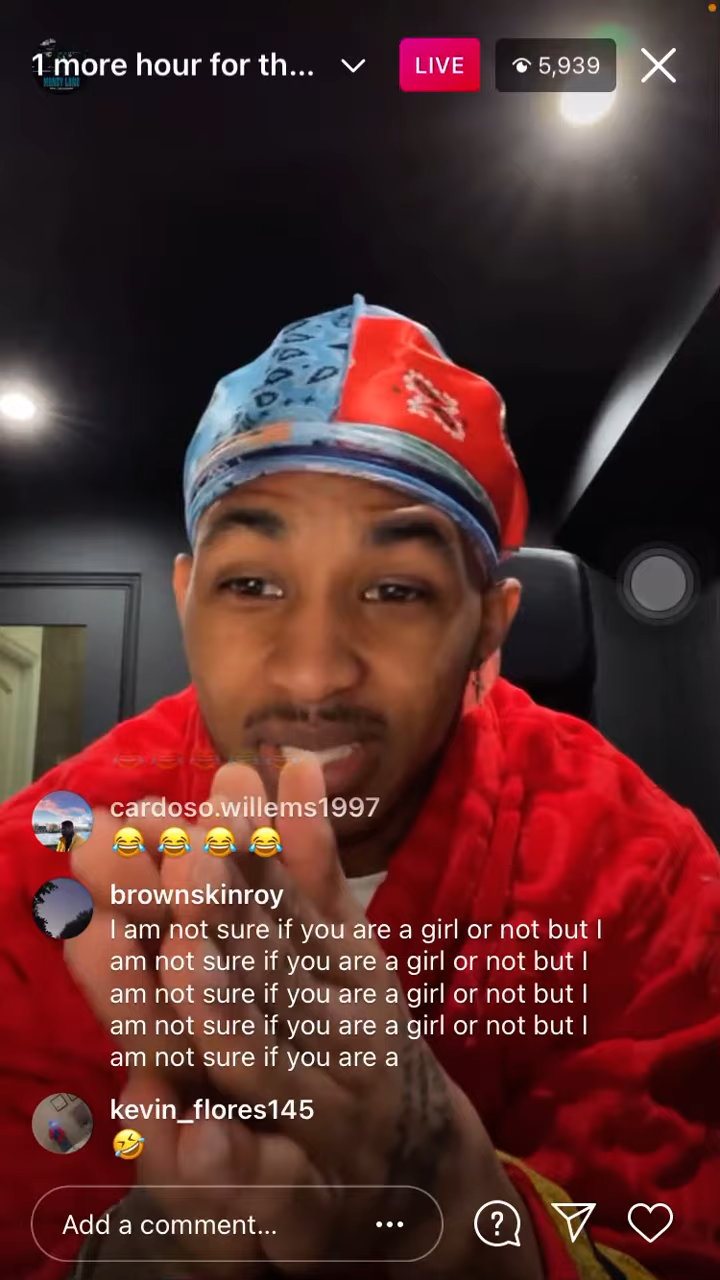 1 more hour for th...
LIVE
5,939
MONEY LONG
cardoso.willems1997
😂 😂 😂 😂
brownskinroy
I am not sure if you are a girl or not but I
am not sure if you are a girl or not but I
am not sure if you are a girl or not but I
am not sure if you are a girl or not but I
am not sure if you are a
kevin_flores145
🤣
Add a comment...